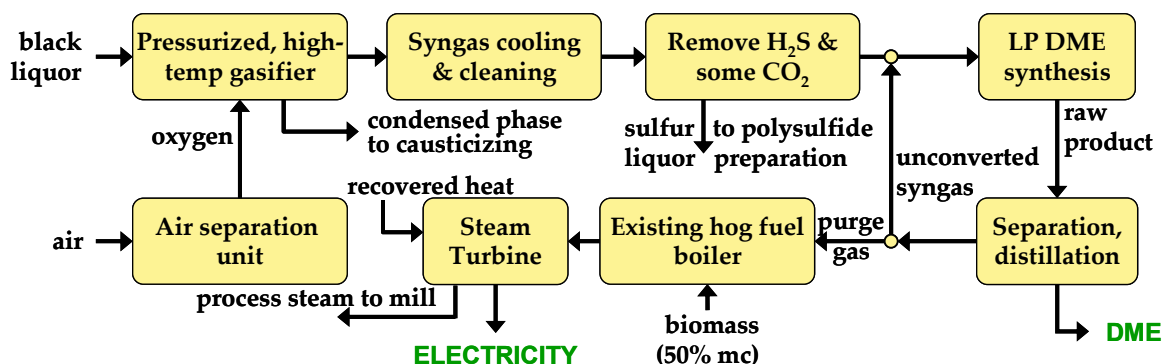 black
liquor
Pressurized, high-
temp gasifier
Syngas cooling
& cleaning
Remove H₂S &
some CO₂
LP DME
synthesis
oxygen
condensed phase
to causticizing
sulfur
liquor
to polysulfide
preparation
unconverted
syngas
raw
product
recovered heat
air
Air separation
unit
Steam
Turbine
Existing hog fuel
boiler
purge
gas
Separation,
distillation
process steam to mill
ELECTRICITY
biomass
(50% mc)
DME